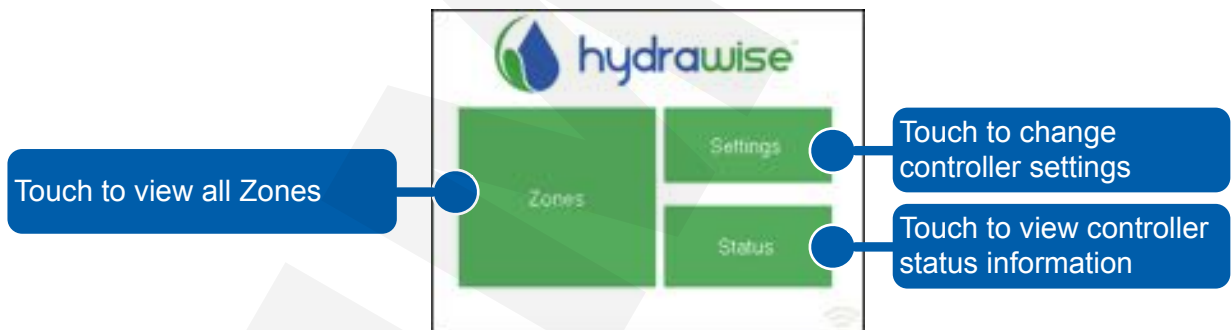 hydrawise
Touch to view all Zones
Zones
Settings
Touch to change
controller settings
Status
Touch to view controller
status information